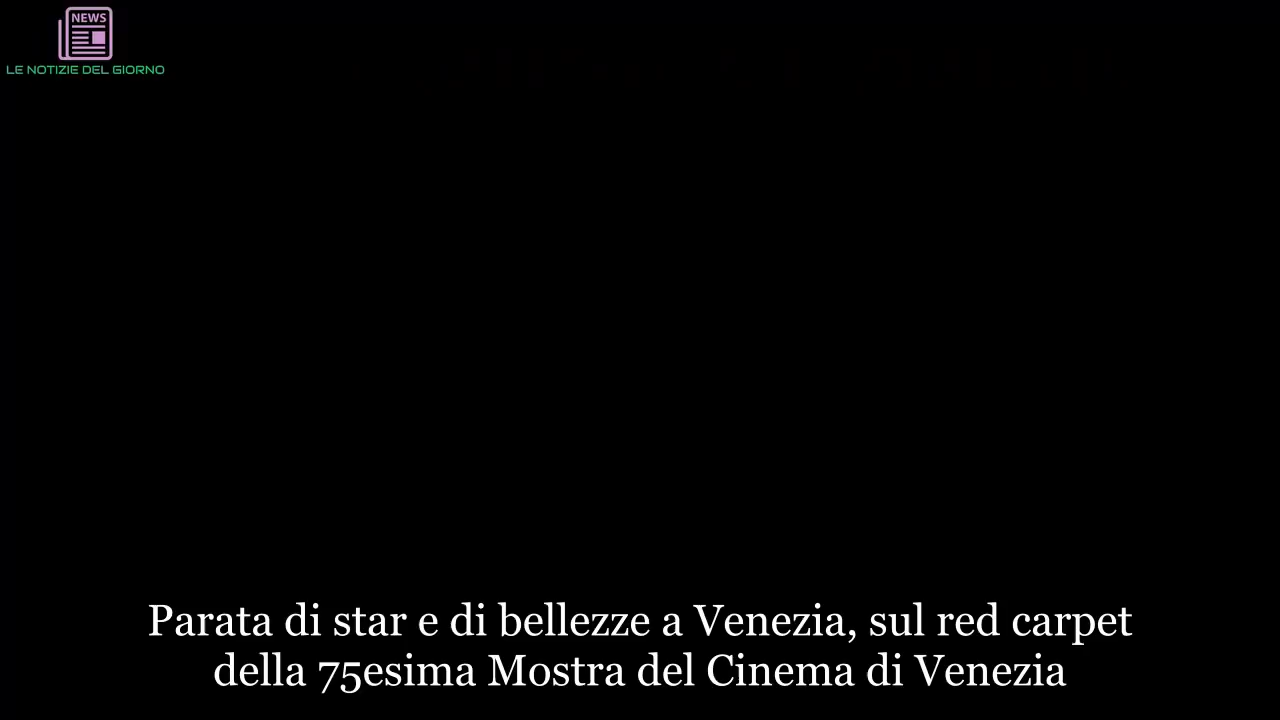 NEWS
LE NOTIZIE DEL GIORNO
Parata di star e di bellezze a Venezia, sul red carpet
della 75esima Mostra del Cinema di Venezia